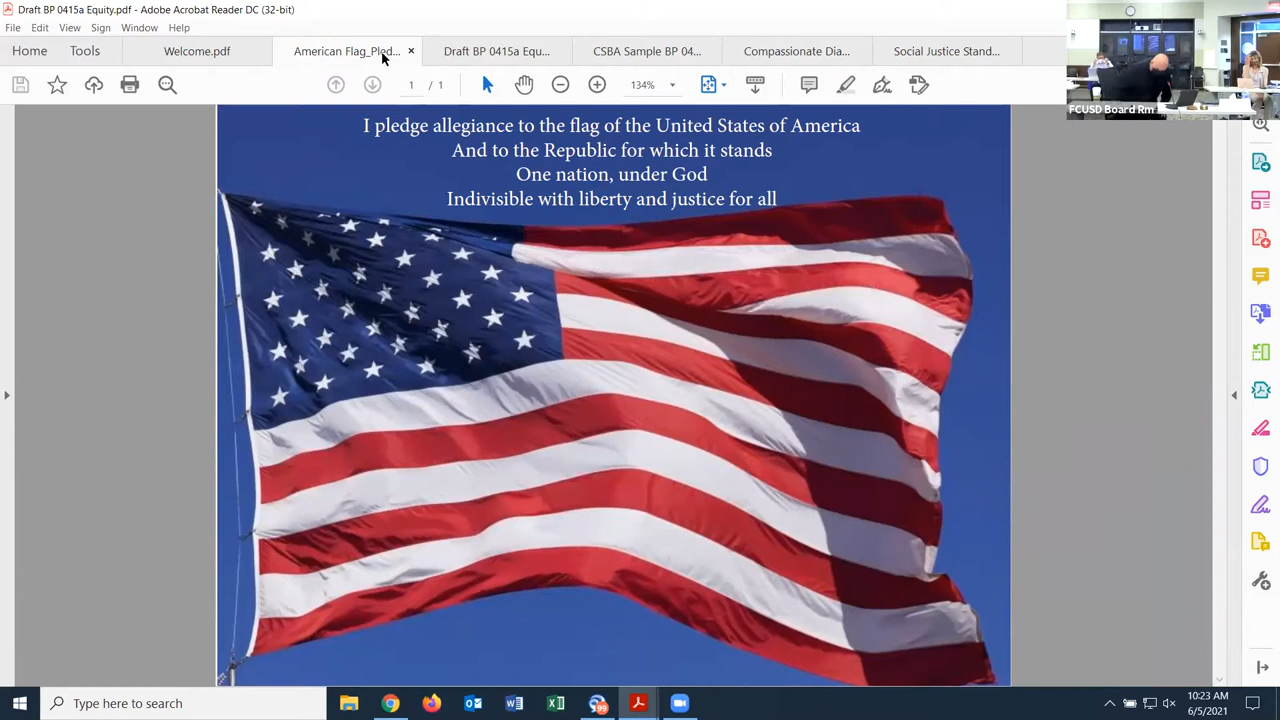 Draft BP 0415a Equity.pdf - Adobe Acrobat Reader DC (32-bit)
File Edit View Sign Window Help
Home Tools Welcome.pdf American Flag_ Pled... × Draft BP 0415a CSBA Sample BP 04... Compassionate Dia... Social Justice Stand...
1 / 1 134%
FCUSD Board Rm
I pledge allegiance to the flag of the United States of America
And to the Republic for which it stands
One nation, under God
Indivisible with liberty and justice for all
Type here to search
99
10:23 AM
6/5/2021